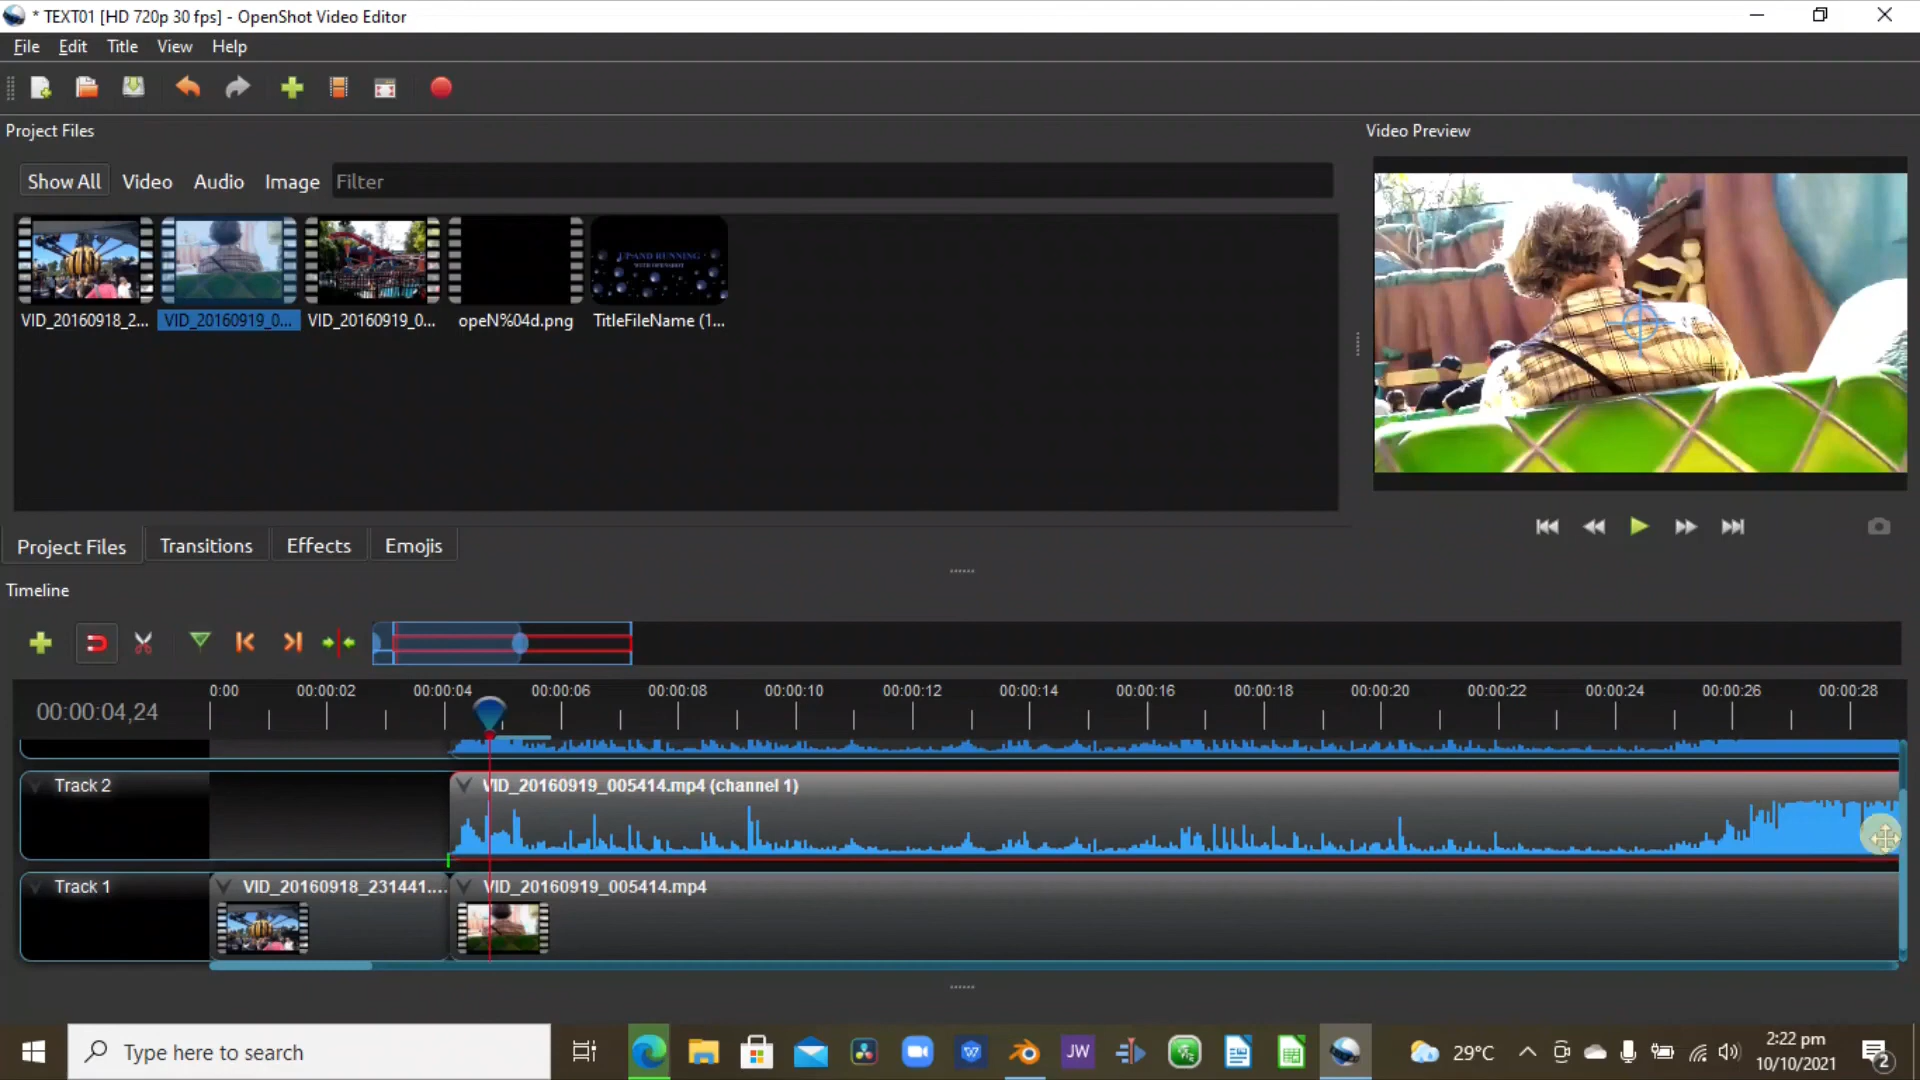 * TEXT01 [HD 720p 30 fps] - OpenShot Video Editor
File Edit Title View Help
Project Files
Video Preview
Show All Video Audio Image Filter
UP AND RUNNING
WITH OPENSHOT
VID_20160918_2... VID_20160919_0... VID_20160919_0... opeN%04d.png TitleFileName (1...
Project Files Transitions Effects Emojis
Timeline
0:00 00:00:02 00:00:04 00:00:06 00:00:08 00:00:10 00:00:12 00:00:14 00:00:16 00:00:18 00:00:20 00:00:22 00:00:24 00:00:26 00:00:28
00:00:04,24
Track 2 VID_20160919_005414.mp4 (channel 1)
Track 1 VID_20160918_231441.... VID_20160919_005414.mp4
Type here to search
JW
29°C
2:22 pm
10/10/2021
2